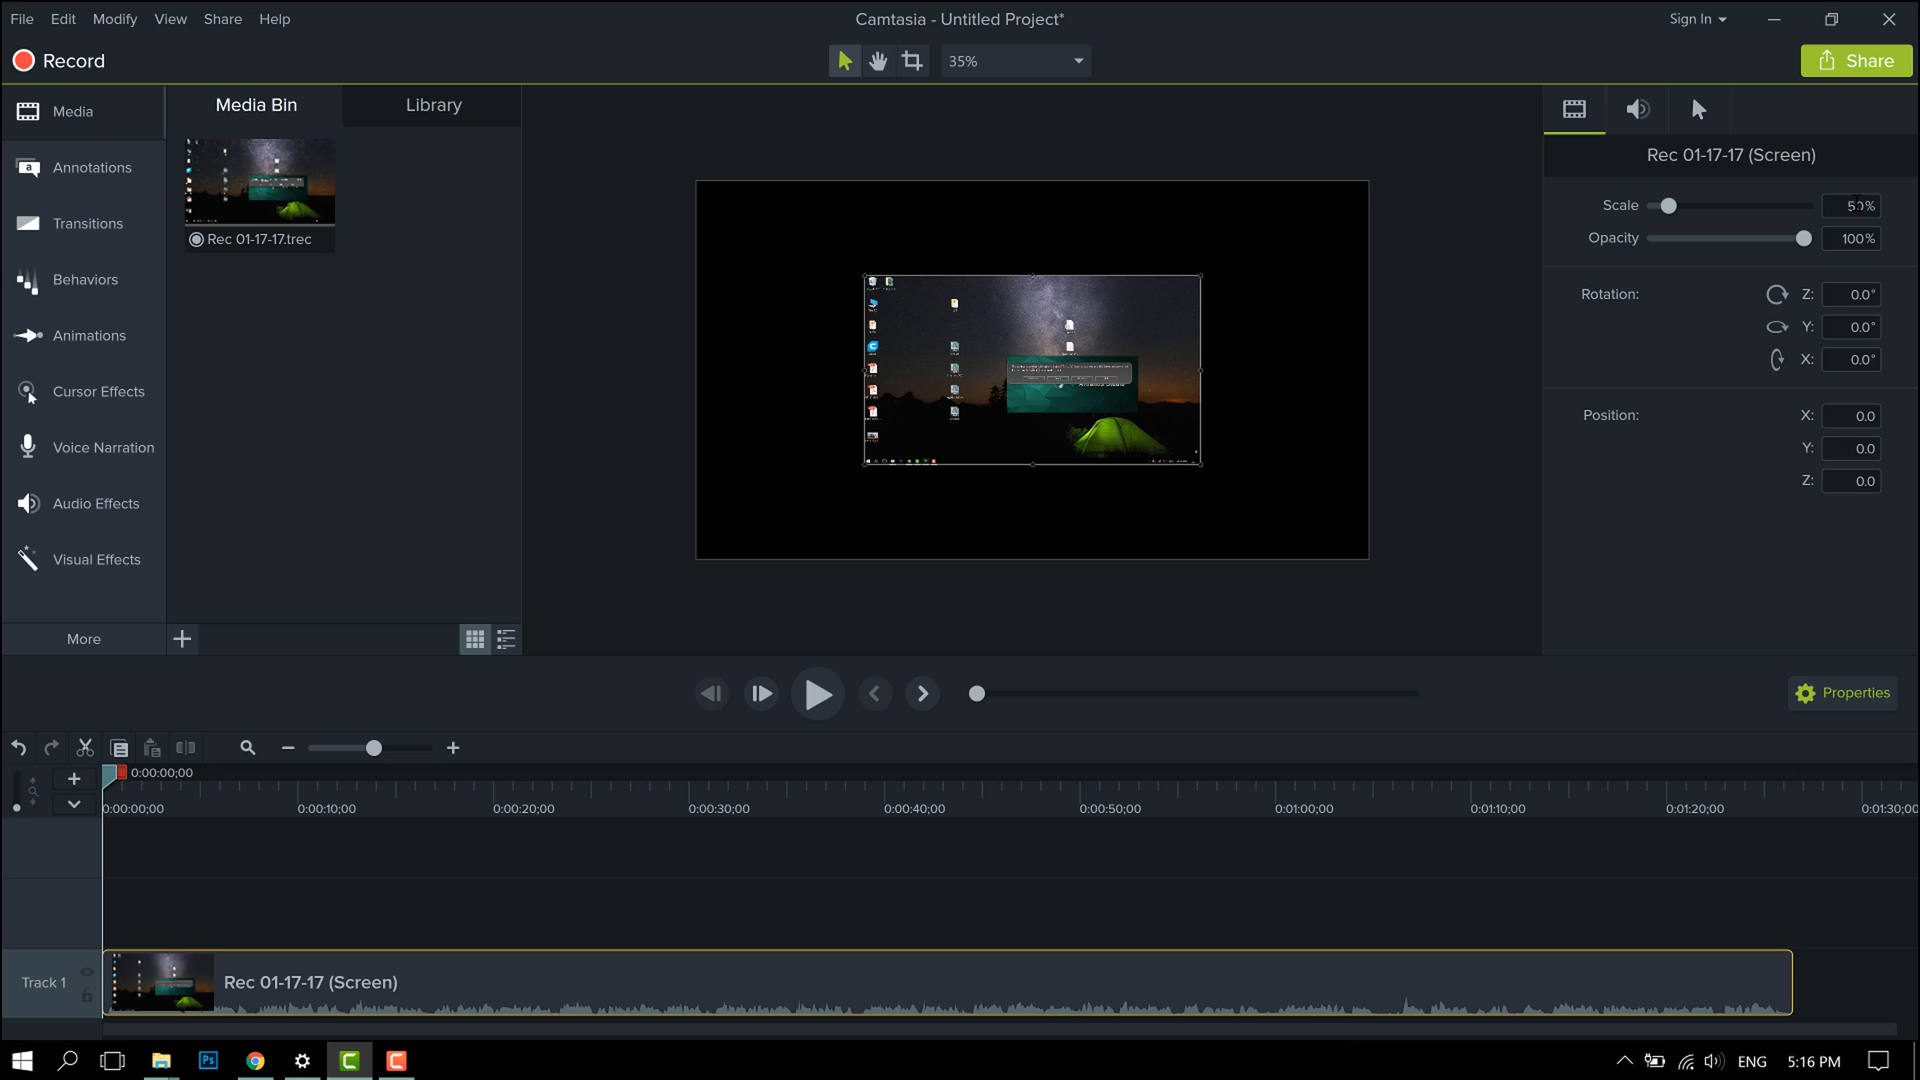 File Edit Modify View Share Help
Camtasia - Untitled Project*
Sign In
Record
35%
Share
Media
Media Bin
Library
Annotations
Transitions
Behaviors
Animations
Cursor Effects
Voice Narration
Audio Effects
Visual Effects
More
Rec 01-17-17.trec
Rec 01-17-17 (Screen)
Scale 50%
Opacity 100%
Rotation: Z: 0.0°
Y: 0.0°
X: 0.0°
Position: X: 0.0
Y: 0.0
Z: 0.0
Properties
0:00:00;00
0:00:00;00 0:00:10;00 0:00:20;00 0:00:30;00 0:00:40;00 0:00:50;00 0:01:00;00 0:01:10;00 0:01:20;00 0:01:30;00
Track 1
Rec 01-17-17 (Screen)
Ps
ENG
5:16 PM